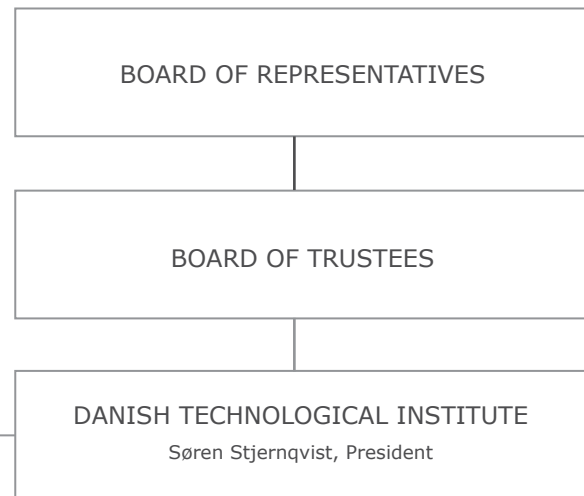 BOARD OF REPRESENTATIVES
BOARD OF TRUSTEES
DANISH TECHNOLOGICAL INSTITUTE
Søren Stjernqvist, President